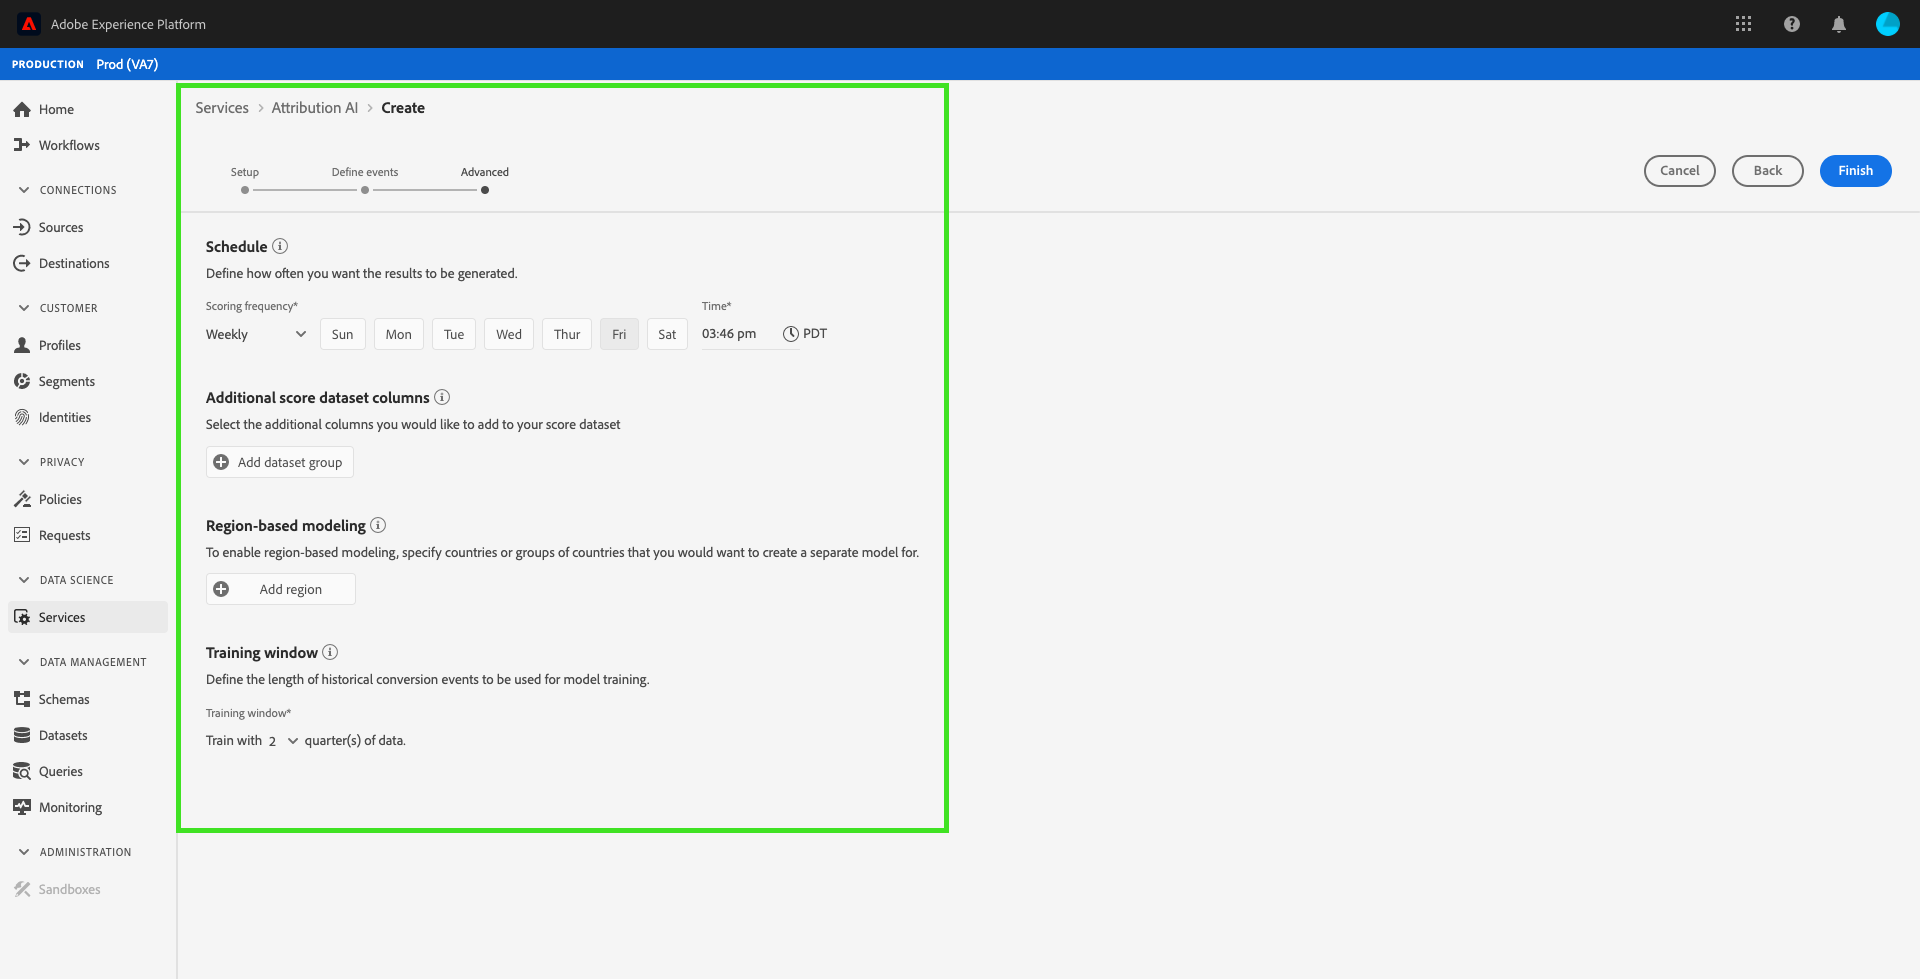 Adobe Experience Platform
PRODUCTION Prod (VA7)
Home
Workflows
CONNECTIONS
Sources
Destinations
CUSTOMER
Profiles
Segments
Identities
PRIVACY
Policies
Requests
DATA SCIENCE
Services
DATA MANAGEMENT
Schemas
Datasets
Queries
Monitoring
ADMINISTRATION
Sandboxes
Services > Attribution AI > Create
Setup Define events Advanced
Cancel Back Finish
Schedule
Define how often you want the results to be generated.
Scoring frequency* Time*
Weekly Sun Mon Tue Wed Thur Fri Sat 03:46 pm PDT
Additional score dataset columns
Select the additional columns you would like to add to your score dataset
Add dataset group
Region-based modeling
To enable region-based modeling, specify countries or groups of countries that you would want to create a separate model for.
Add region
Training window
Define the length of historical conversion events to be used for model training.
Training window*
Train with 2 quarter(s) of data.